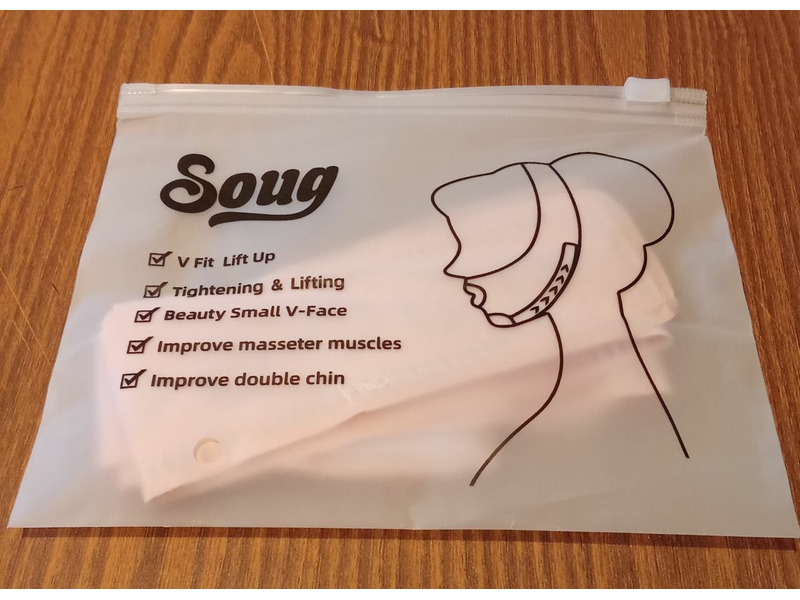 Soug
V Fit Lift Up
Tightening & Lifting
Beauty Small V-Face
Improve masseter muscles
Improve double chin